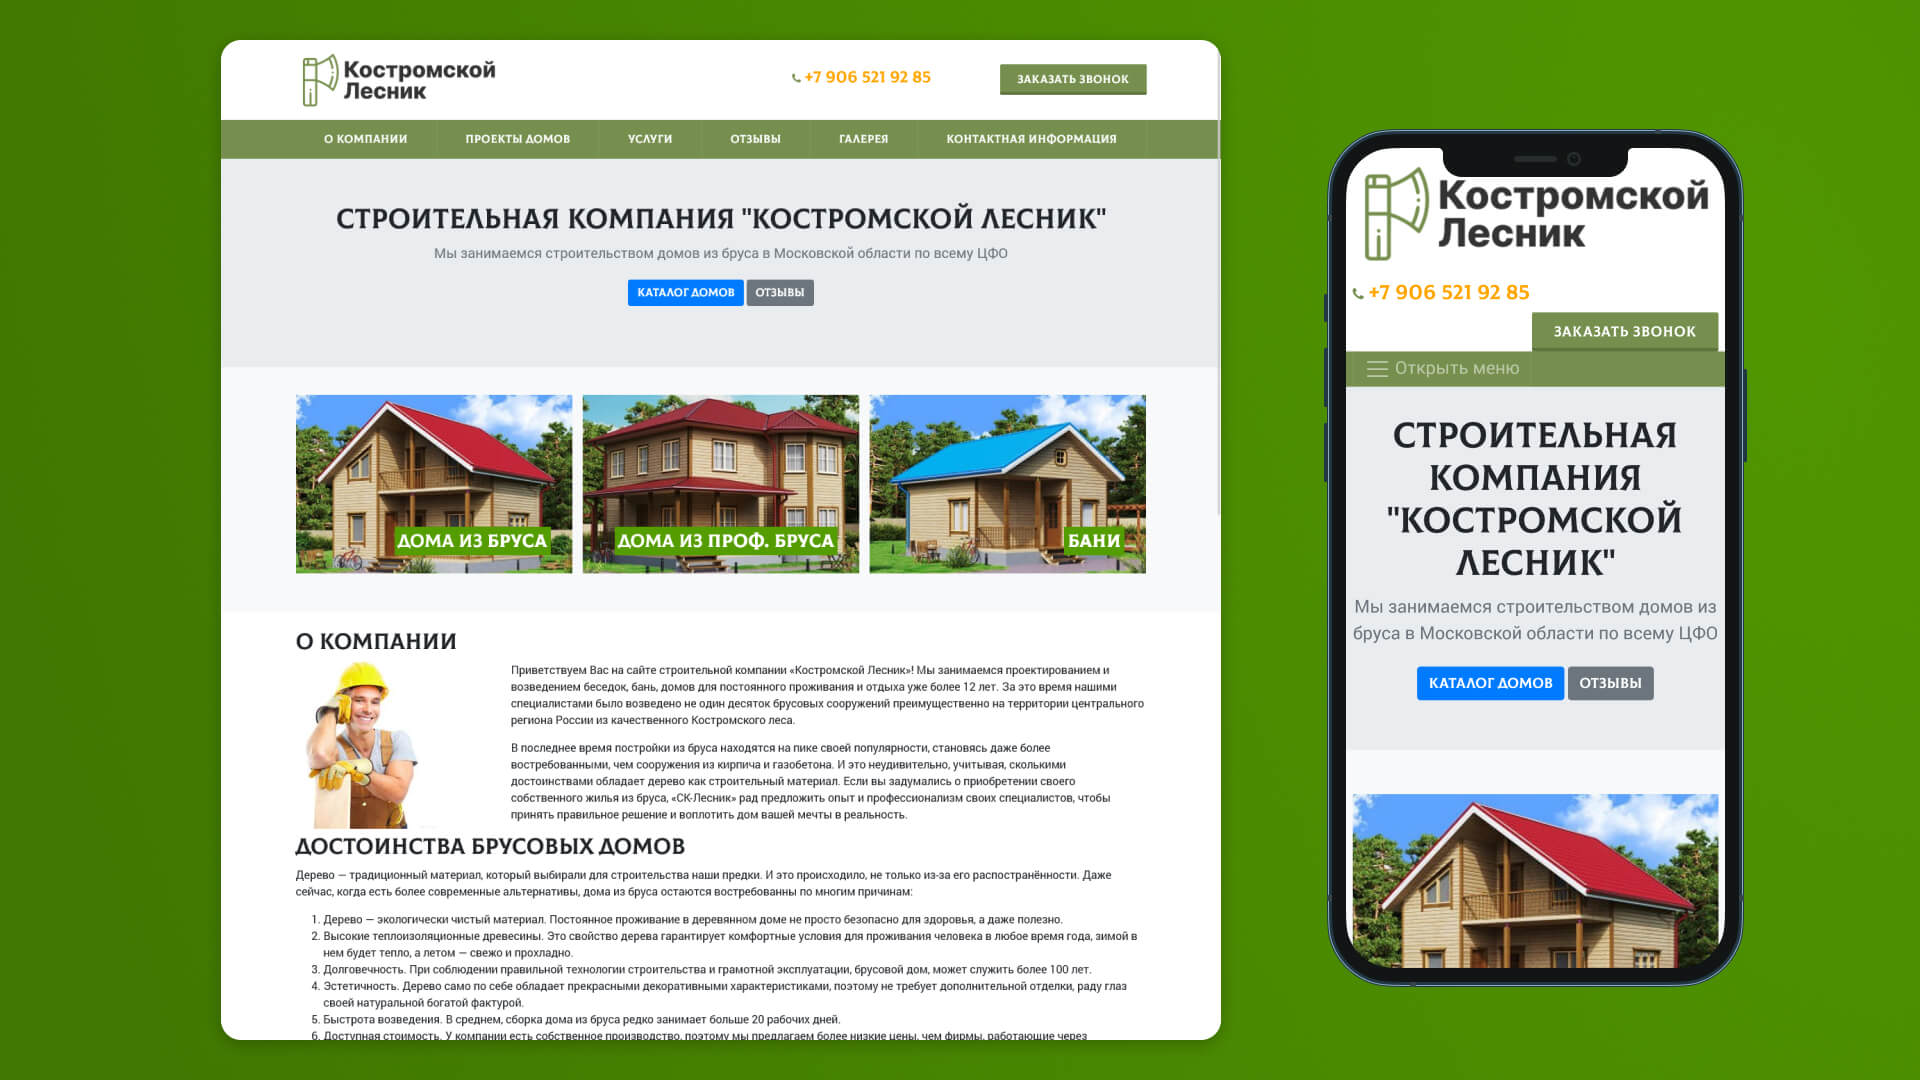 Костромской
Лесник
+7 906 521 92 85
ЗАКАЗАТЬ ЗВОНОК
О КОМПАНИИ
ПРОЕКТЫ ДОМОВ
УСЛУГИ
ОТЗЫВЫ
ГАЛЕРЕЯ
КОНТАКТНАЯ ИНФОРМАЦИЯ
СТРОИТЕЛЬНАЯ КОМПАНИЯ "КОСТРОМСКОЙ ЛЕСНИК"
Мы занимаемся строительством домов из бруса в Московской области по всему ЦФО
КАТАЛОГ ДОМОВ
ОТЗЫВЫ
ДОМА ИЗ БРУСА
ДОМА ИЗ ПРОФ. БРУСА
БАНИ
О КОМПАНИИ
Приветствуем Вас на сайте строительной компании «Костромской Лесник»! Мы занимаемся проектированием и
возведением беседок, бань, домов для постоянного проживания и отдыха уже более 12 лет. За это время нашими
специалистами было возведено не один десяток брусовых сооружений преимущественно на территории центрального
региона России из качественного Костромского леса.
В последнее время постройки из бруса находятся на пике своей популярности, становясь даже более
востребованными, чем сооружения из кирпича и газобетона. И это неудивительно, учитывая, сколькими
достоинствами обладает дерево как строительный материал. Если вы задумались о приобретении своего
собственного жилья из бруса, «СК-Лесник» рад предложить опыт и профессионализм своих специалистов, чтобы
принять правильное решение и воплотить дом вашей мечты в реальность.
ДОСТОИНСТВА БРУСОВЫХ ДОМОВ
Дерево — традиционный материал, который выбирали для строительства наши предки. И это происходило, не только из-за его распостранённости. Даже
сейчас, когда есть более современные альтернативы, дома из бруса остаются востребованны по многим причинам:
1. Дерево — экологически чистый материал. Постоянное проживание в деревянном доме не просто безопасно для здоровья, а даже полезно.
2. Высокие теплоизоляционные древесины. Это свойство дерева гарантирует комфортные условия для проживания человека в любое время года, зимой в
нем будет тепло, а летом — свежо и прохладно.
3. Долговечность. При соблюдении правильной технологии строительства и грамотной эксплуатации, брусовой дом, может служить более 100 лет.
4. Эстетичность. Дерево само по себе обладает прекрасными декоративными характеристиками, поэтому не требует дополнительной отделки, раду глаз
своей натуральной богатой фактурой.
5. Быстрота возведения. В среднем, сборка дома из бруса редко занимает больше 20 рабочих дней.
6. Доступная стоимость. У компании есть собственное производство, поэтому мы предлагаем более низкие цены, чем фирмы, работающие через
Костромской
Лесник
+7 906 521 92 85
ЗАКАЗАТЬ ЗВОНОК
Открыть меню
СТРОИТЕЛЬНАЯ
КОМПАНИЯ
"КОСТРОМСКОЙ
ЛЕСНИК"
Мы занимаемся строительством домов из
бруса в Московской области по всему ЦФО
КАТАЛОГ ДОМОВ
ОТЗЫВЫ